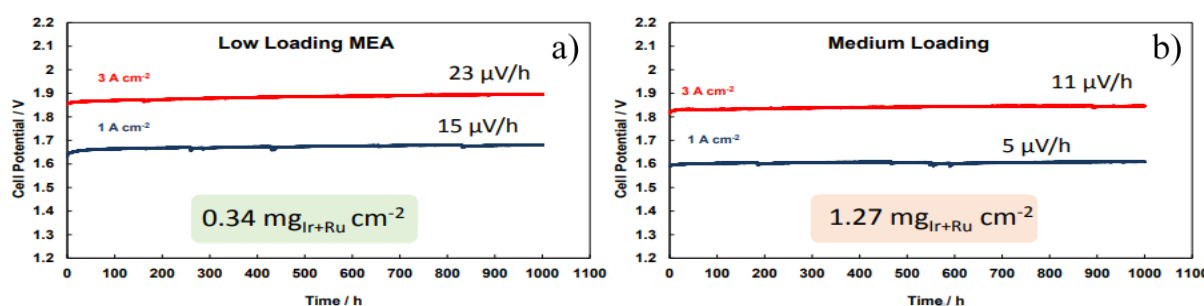 Low Loading MEA
a)
2.2
2.1
2
1.9
1.8
1.7
1.6
1.5
1.4
1.3
1.2
Cell Potential / V
3 A cm-2
23 µV/h
1 A cm-2
15 µV/h
0.34 mgIr+Ru cm-2
0 100 200 300 400 500 600 700 800 900 1000 1100
Time / h
Medium Loading
b)
2.2
2.1
2
1.9
1.8
1.7
1.6
1.5
1.4
1.3
1.2
Cell Potential / V
3 A cm-2
11 µV/h
1 A cm-2
5 µV/h
1.27 mgIr+Ru cm-2
0 100 200 300 400 500 600 700 800 900 1000 1100
Time / h